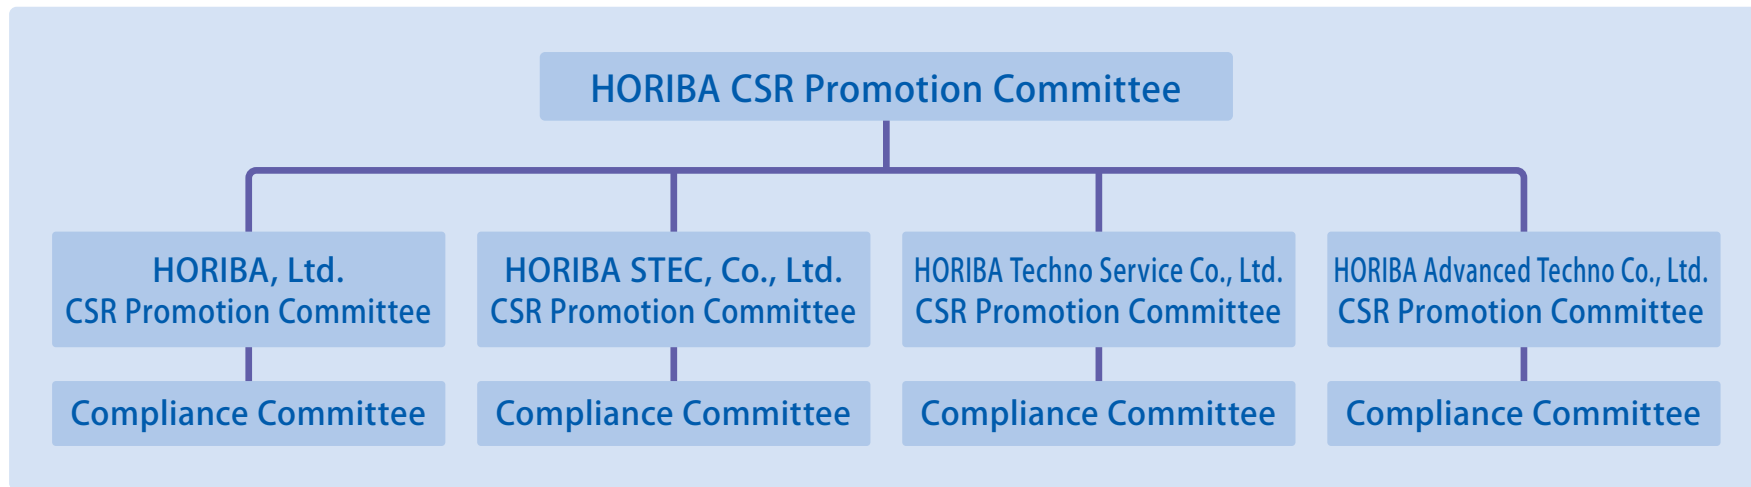 HORIBA CSR Promotion Committee
HORIBA, Ltd.
CSR Promotion Committee
HORIBA STEC, Co., Ltd.
CSR Promotion Committee
HORIBA Techno Service Co., Ltd.
CSR Promotion Committee
HORIBA Advanced Techno Co., Ltd.
CSR Promotion Committee
Compliance Committee
Compliance Committee
Compliance Committee
Compliance Committee